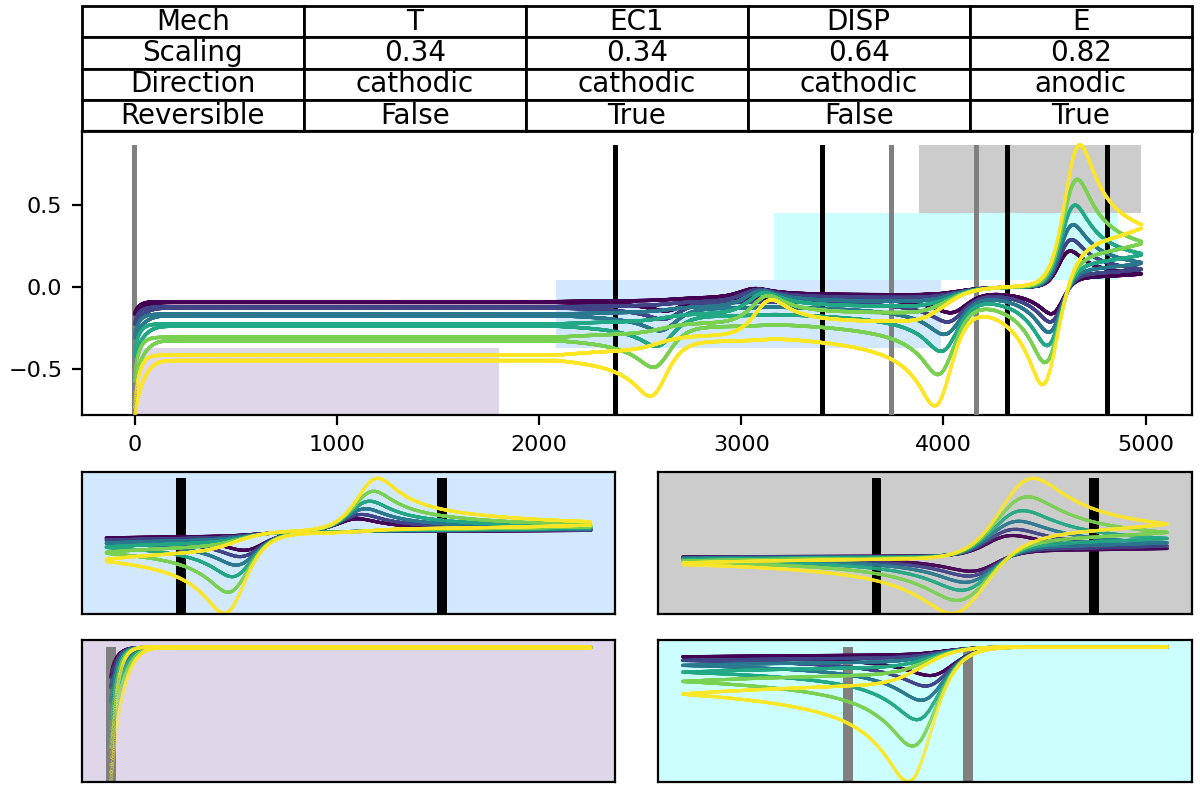 Mech T EC1 DISP E
Scaling 0.34 0.34 0.64 0.82
Direction cathodic cathodic cathodic anodic
Reversible False True False True
0.5
0.0
−0.5
0 1000 2000 3000 4000 5000